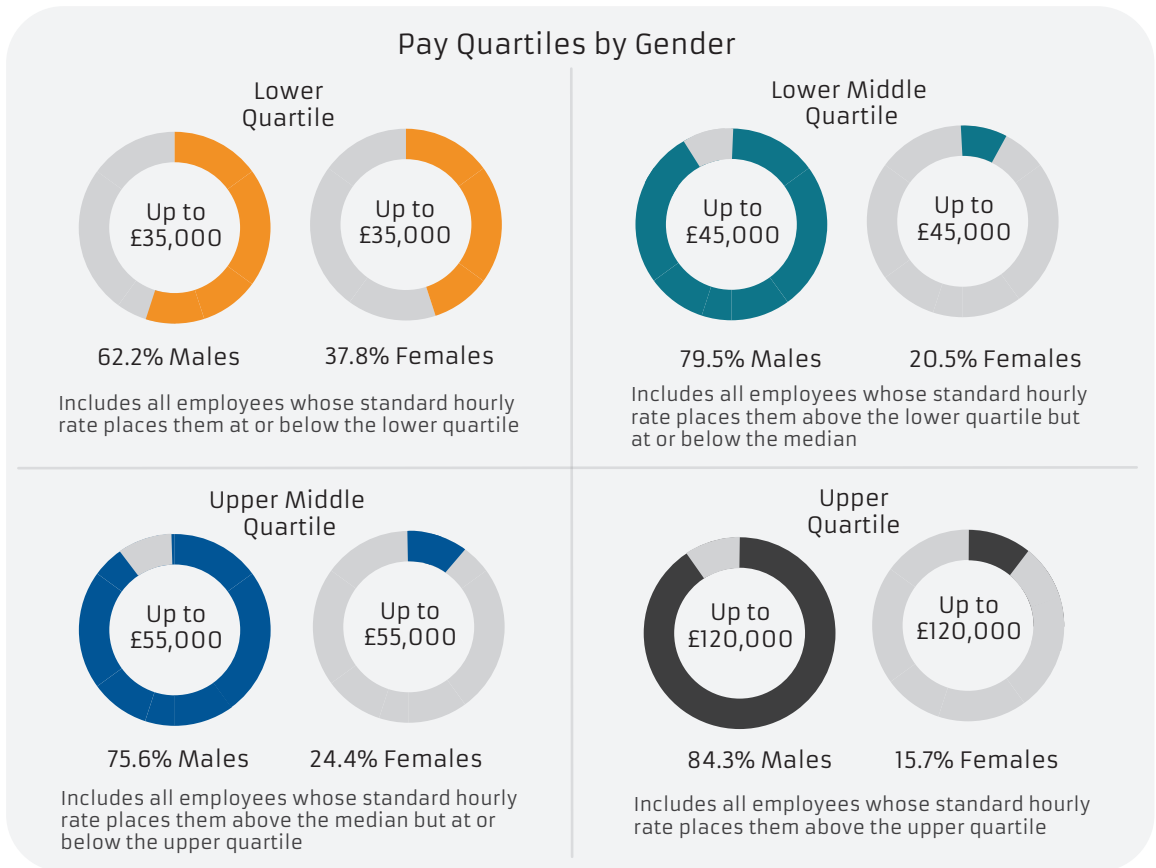 Pay Quartiles by Gender
Lower
Quartile
Up to
£35,000
Up to
£35,000
62.2% Males
37.8% Females
Includes all employees whose standard hourly
rate places them at or below the lower quartile
Lower Middle
Quartile
Up to
£45,000
Up to
£45,000
79.5% Males
20.5% Females
Includes all employees whose standard hourly
rate places them above the lower quartile but
at or below the median
Upper Middle
Quartile
Up to
£55,000
Up to
£55,000
75.6% Males
24.4% Females
Includes all employees whose standard hourly
rate places them above the median but at or
below the upper quartile
Upper
Quartile
Up to
£120,000
Up to
£120,000
84.3% Males
15.7% Females
Includes all employees whose standard hourly
rate places them above the upper quartile